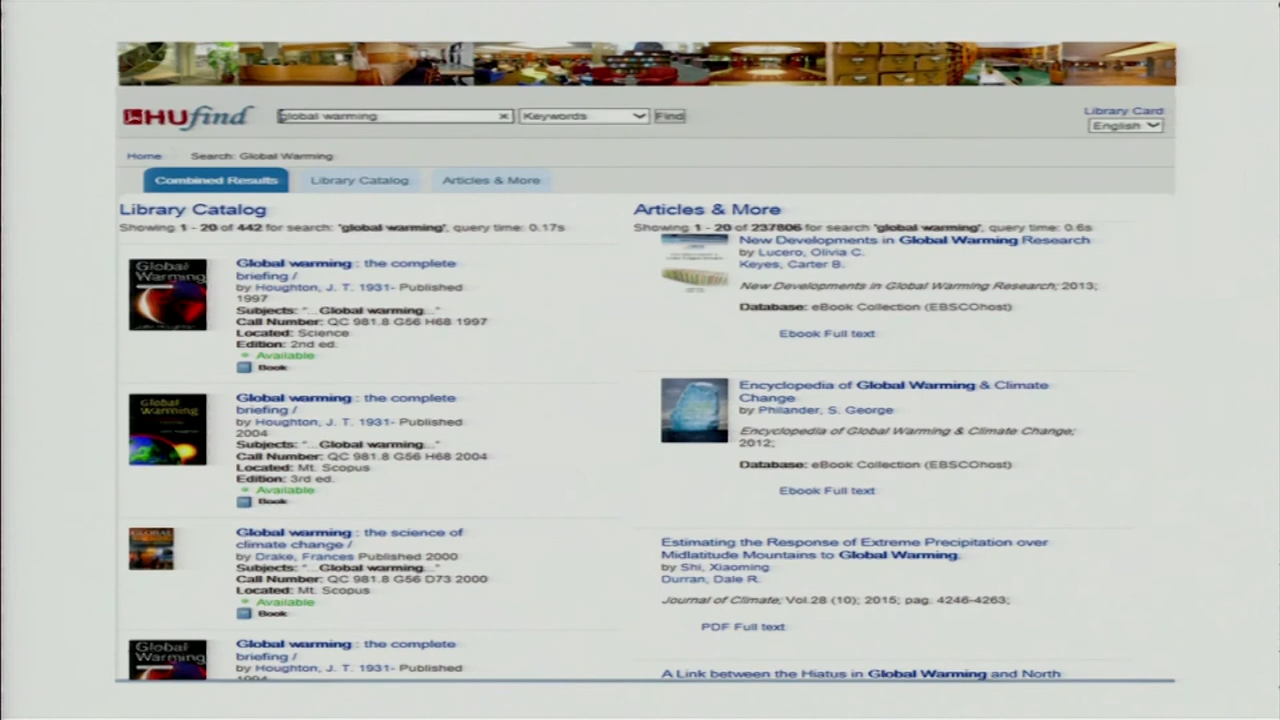 HUfind
global warming
×
Keywords
Find
Library Card
English
Home
Search: Global Warming
Combined Results
Library Catalog
Articles & More
Library Catalog
Showing 1 - 20 of 442 for search: 'global warming', query time: 0.17s
Global Warming
Global warming : the complete
briefing /
by Houghton, J. T. 1931- Published
1997
Subjects: "...Global warming..."
Call Number: QC 981.8 G56 H68 1997
Located: Science
Edition: 2nd ed.
Available
Book
Global
Warming
Global warming : the complete
briefing /
by Houghton, J. T. 1931- Published
2004
Subjects: "...Global warming..."
Call Number: QC 981.8 G56 H68 2004
Located: Mt. Scopus
Edition: 3rd ed.
Available
Book
GLOBAL
Global warming : the science of
climate change /
by Drake, Frances Published 2000
Subjects: "...Global warming..."
Call Number: QC 981.8 G56 D73 2000
Located: Mt. Scopus
Available
Book
Global
Warming
Global warming : the complete
briefing /
by Houghton, J. T. 1931- Published
1994
Articles & More
Showing 1 - 20 of 237806 for search 'global warming', query time: 0.6s
New Developments in Global Warming Research
by Lucero, Olivia C.
Keyes, Carter B.
New Developments in Global Warming Research; 2013;
Database: eBook Collection (EBSCOhost)
Ebook Full text
Encyclopedia of Global Warming & Climate
Change
by Philander, S. George
Encyclopedia of Global Warming & Climate Change;
2012;
Database: eBook Collection (EBSCOhost)
Ebook Full text
Estimating the Response of Extreme Precipitation over
Midlatitude Mountains to Global Warming.
by Shi, Xiaoming
Durran, Dale R.
Journal of Climate; Vol.28 (10); 2015; pag. 4246-4263;
PDF Full text
A Link between the Hiatus in Global Warming and North